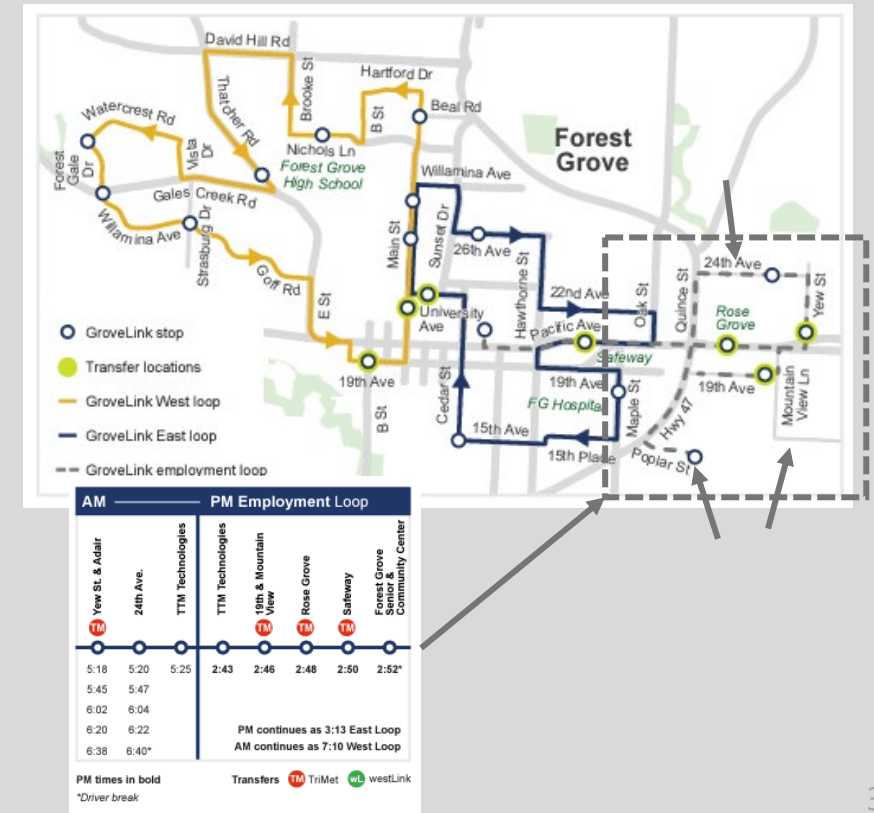 David Hill Rd
Thatcher Rd
Brooke St
Hartford Dr
B St
Beal Rd
Nichols Ln
Forest Grove
High School
Watercrest Rd
Vista
Dr
Forest
Gale
Dr
Gales Creek Rd
Willamina Ave
Strasburg Dr
Goff Rd
E St
Forest
Grove
Willamina Ave
Main St
Sunset Dr
26th Ave
Hawthorne St
22nd Ave
Oak St
Quince St
24th Ave
Yew St
Rose
Grove
University
Ave
Pacific Ave
Safeway
19th Ave
19th Ave
19th Ave
Mountain
View Ln
Cedar St
B St
FG Hospita
Maple St
Hwy 47
15th Ave
15th Place
Poplar St
GroveLink stop
Transfer locations
GroveLink West loop
GroveLink East loop
GroveLink employment loop
AM PM Employment Loop
Yew St. & Adair
24th Ave.
TTM Technologies
TTM Technologies
19th & Mountain
View
Rose Grove
Safeway
Forest Grove
Senior &
Community Center
TM TM TM TM
5:18 5:20 5:25 2:43 2:46 2:48 2:50 2:52*
5:45 5:47
6:02 6:04
6:20 6:22 PM continues as 3:13 East Loop
6:38 6:40* AM continues as 7:10 West Loop
PM times in bold Transfers TM TriMet wL westLink
*Driver break